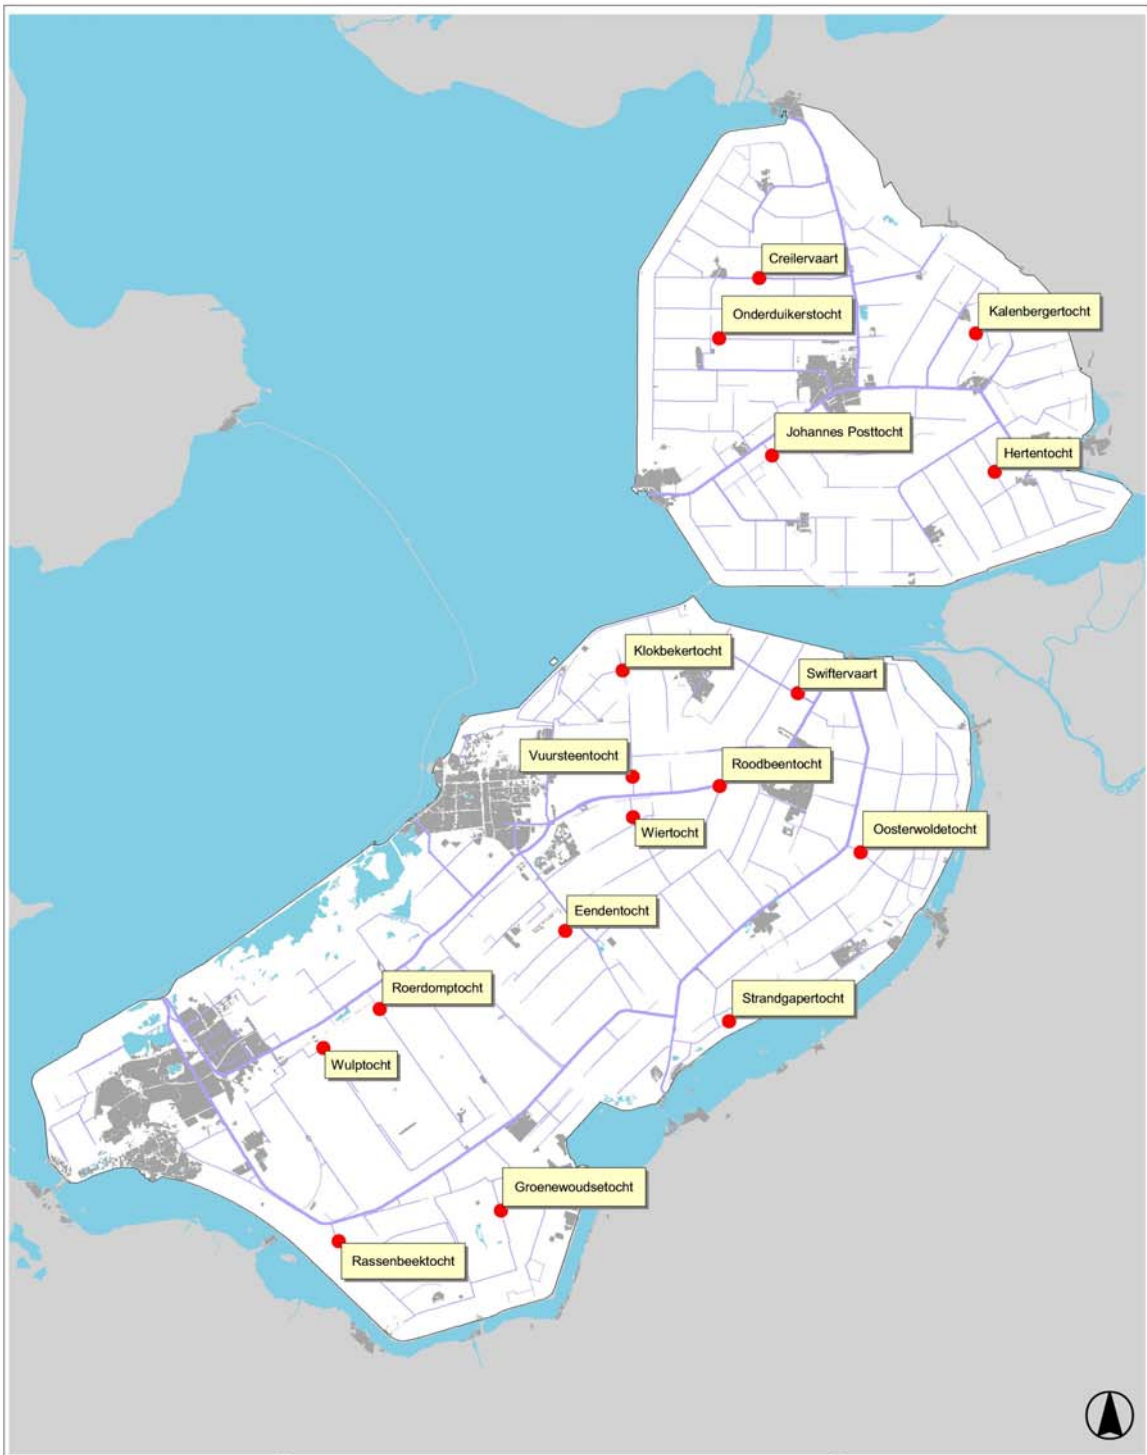 Creilervaart
Onderduikerstocht
Kalenbergertocht
Johannes Posttocht
Hertentocht
Klokbekertocht
Swiftervaart
Vuursteentocht
Roodbeentocht
Wiertocht
Oosterwoldetocht
Eendentocht
Roerdomptocht
Strandgapertocht
Wulptocht
Groenewoudsetocht
Rassenbeektocht